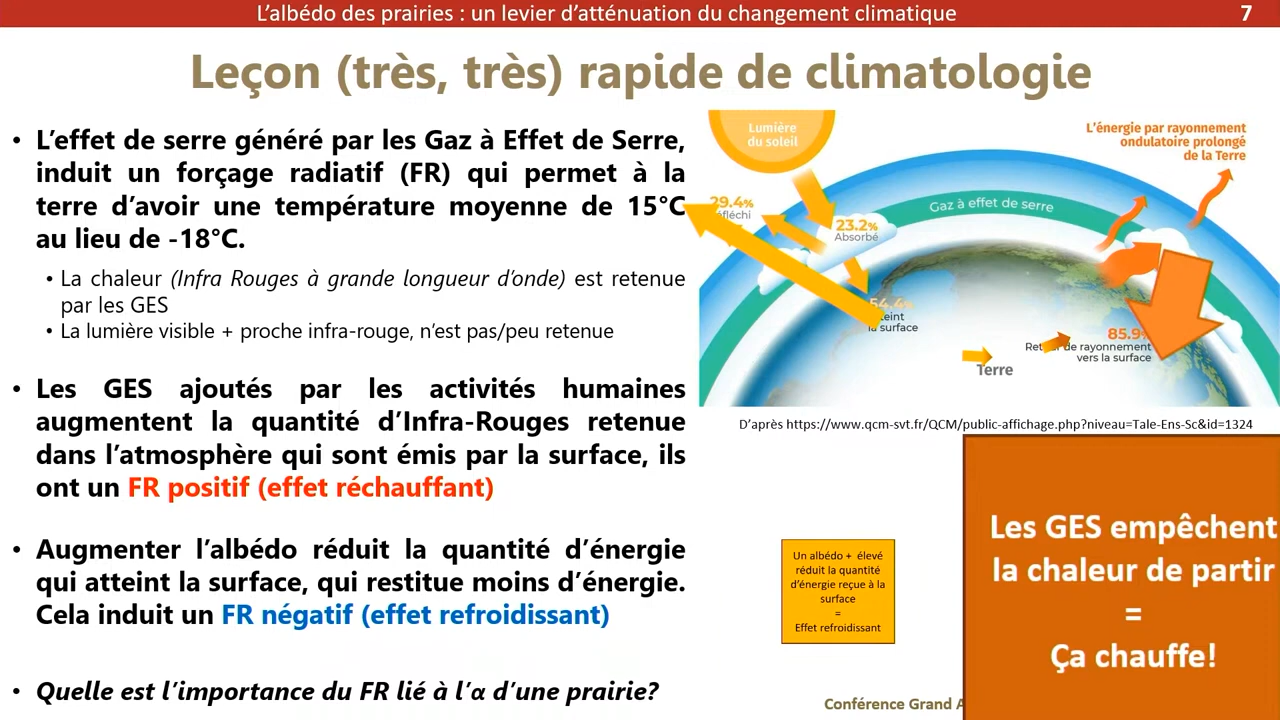 L'albédo des prairies : un levier d'atténuation du changement climatique
7
Leçon (très, très) rapide de climatologie
• L'effet de serre généré par les Gaz à Effet de Serre,
induit un forçage radiatif (FR) qui permet à la
terre d'avoir une température moyenne de 15°C
au lieu de -18°C.
• La chaleur (Infra Rouges à grande longueur d'onde) est retenue
par les GES
• La lumière visible + proche infra-rouge, n'est pas/peu retenue
• Les GES ajoutés par les activités humaines
augmentent la quantité d'Infra-Rouges retenue
dans l'atmosphère qui sont émis par la surface, ils
ont un FR positif (effet réchauffant)
• Augmenter l'albédo réduit la quantité d'énergie
qui atteint la surface, qui restitue moins d'énergie.
Cela induit un FR négatif (effet refroidissant)
• Quelle est l'importance du FR lié à l'α d'une prairie?
Lumière
du soleil
L'énergie par rayonnement
ondulatoire prolongé
de la Terre
Gaz à effet de serre
29.4%
23.2%
Absorbé
54.4%
la surface
85.9%
de rayonnement
vers la surface
Terre
D'après https://www.qcm-svt.fr/QCM/public-affichage.php?niveau=Tale-Ens-Sc&id=1324
Un albédo + élevé
réduit la quantité
d'énergie reçue à la
surface
=
Effet refroidissant
Les GES empêchent
la chaleur de partir
=
Ça chauffe!
Conférence Grand